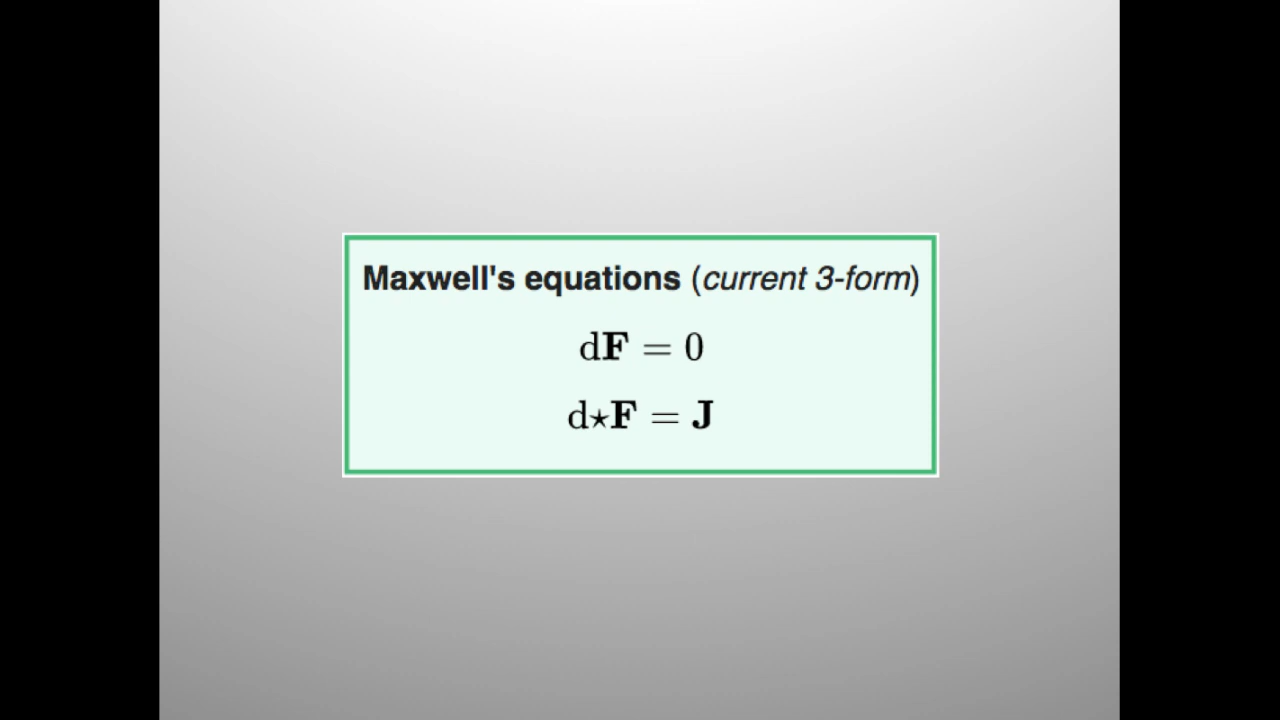 Maxwell's equations (current 3-form)
d𝐅 = 0
d⋆𝐅 = 𝐉